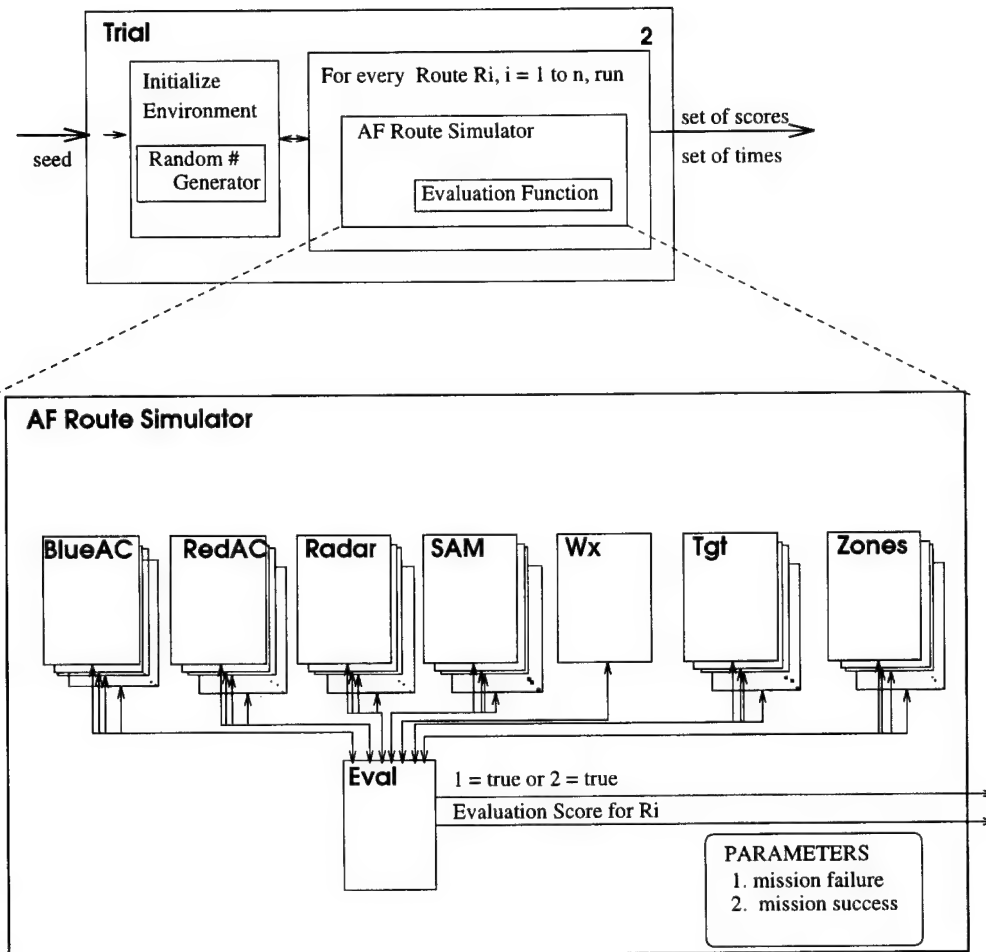 Trial
2
Initialize
Environment
Random #
Generator
For every Route Ri, i = 1 to n, run
AF Route Simulator
Evaluation Function
seed
set of scores
set of times
AF Route Simulator
BlueAC
RedAC
Radar
SAM
Wx
Tgt
Zones
Eval
1 = true or 2 = true
Evaluation Score for Ri
PARAMETERS
1. mission failure
2. mission success